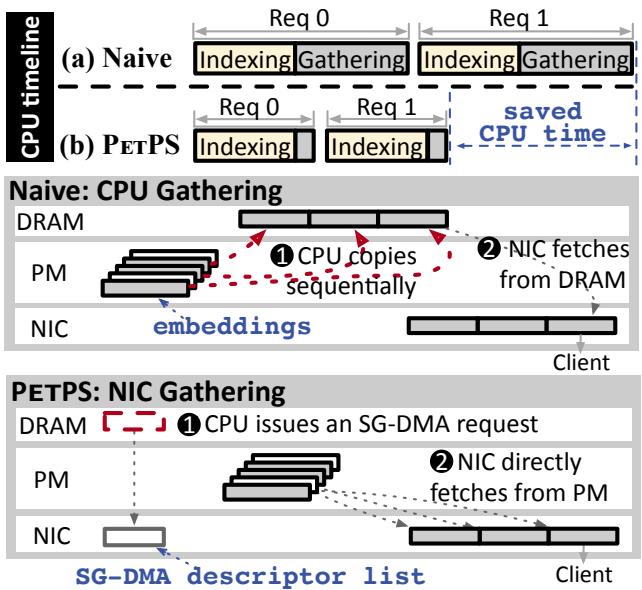 CPU timeline
Req 0 Req 1
(a) Naive Indexing Gathering Indexing Gathering
Req 0 Req 1 saved
CPU time
(b) PETPS Indexing Indexing
Naive: CPU Gathering
DRAM
PM
❶ CPU copies
sequentially
❷ NIC fetches
from DRAM
embeddings
NIC
Client
PETPS: NIC Gathering
DRAM ❶ CPU issues an SG-DMA request
PM
❷ NIC directly
fetches from PM
NIC
SG-DMA descriptor list
Client